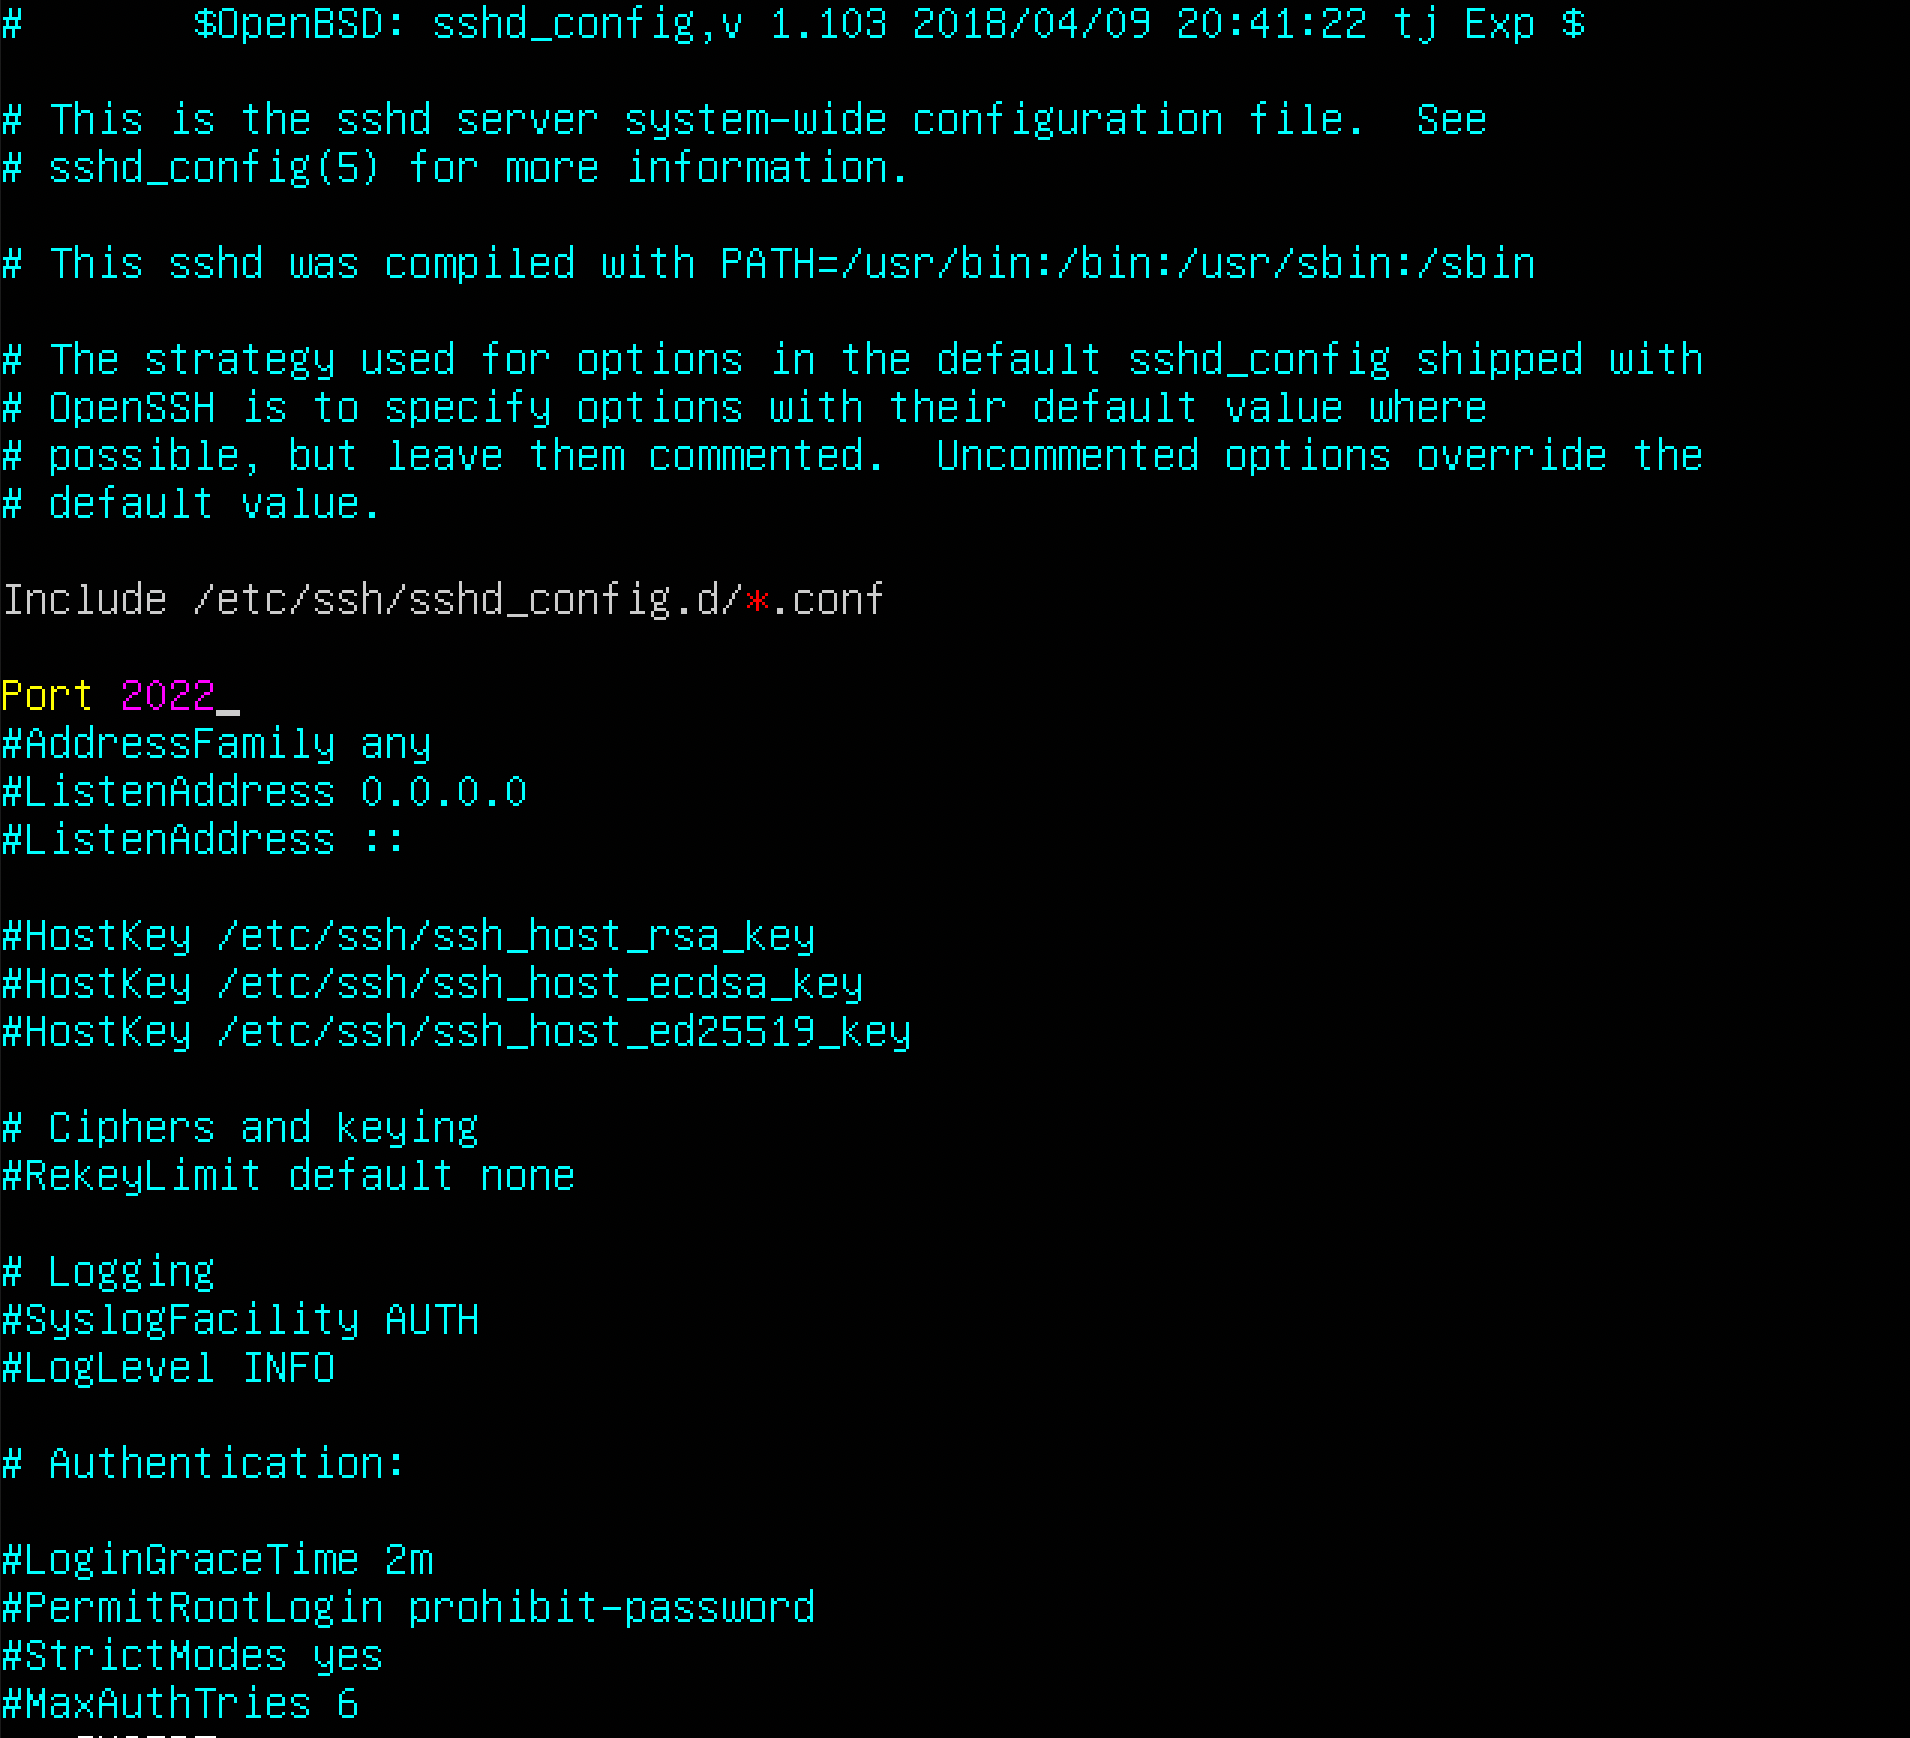 #       $OpenBSD: sshd_config,v 1.103 2018/04/09 20:41:22 tj Exp $
# This is the sshd server system-wide configuration file.  See
# sshd_config(5) for more information.
# This sshd was compiled with PATH=/usr/bin:/bin:/usr/sbin:/sbin
# The strategy used for options in the default sshd_config shipped with
# OpenSSH is to specify options with their default value where
# possible, but leave them commented.  Uncommented options override the
# default value.
Include /etc/ssh/sshd_config.d/*.conf
Port 2022_
#AddressFamily any
#ListenAddress 0.0.0.0
#ListenAddress ::
#HostKey /etc/ssh/ssh_host_rsa_key
#HostKey /etc/ssh/ssh_host_ecdsa_key
#HostKey /etc/ssh/ssh_host_ed25519_key
# Ciphers and keying
#RekeyLimit default none
# Logging
#SyslogFacility AUTH
#LogLevel INFO
# Authentication:
#LoginGraceTime 2m
#PermitRootLogin prohibit-password
#StrictModes yes
#MaxAuthTries 6